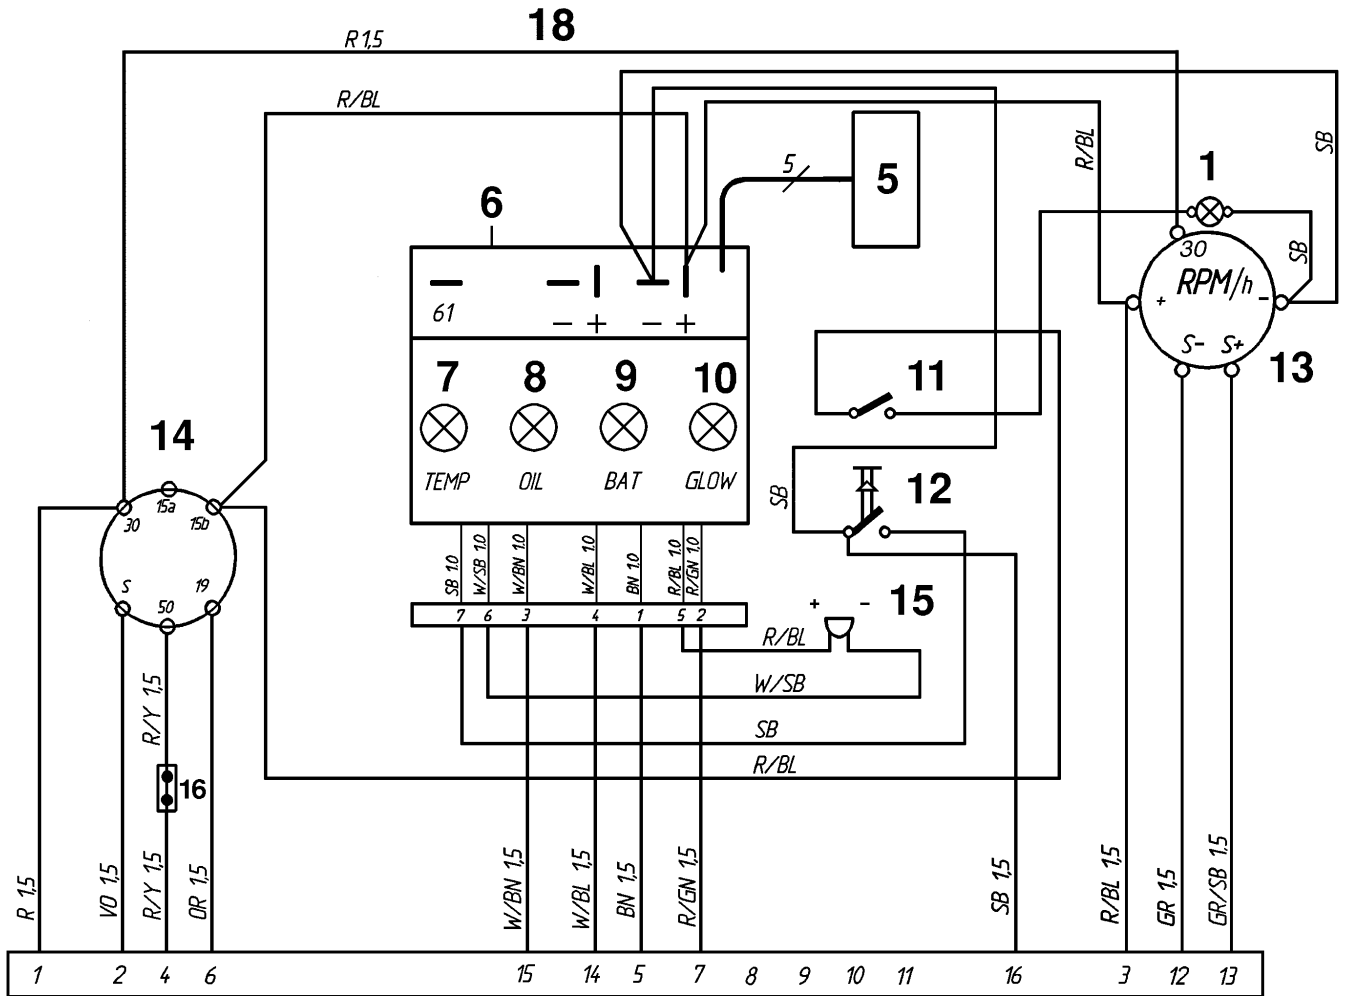 18
R 1,5
R/BL
5
5
R/BL
SB
1
SB
6
30
RPM/h
+
-
S- S+
13
61
- + - +
7 8 9 10
TEMP OIL BAT GLOW
11
14
15a
30
15b
S
19
50
SB
12
SB 1.0
W/SB 1.0
W/BN 1.0
W/BL 1.0
BN 1.0
R/BL 1.0
R/GN 1.0
7 6 3 4 1 5 2
+ -
15
R/BL
W/SB
SB
R/BL
R/Y 1,5
16
R 1,5
VO 1,5
R/Y 1,5
OR 1,5
W/BN 1,5
W/BL 1,5
BN 1,5
R/GN 1,5
SB 1,5
R/BL 1,5
GR 1,5
GR/SB 1.5
1 2 4 6 15 14 5 7 8 9 10 11 16 3 12 13